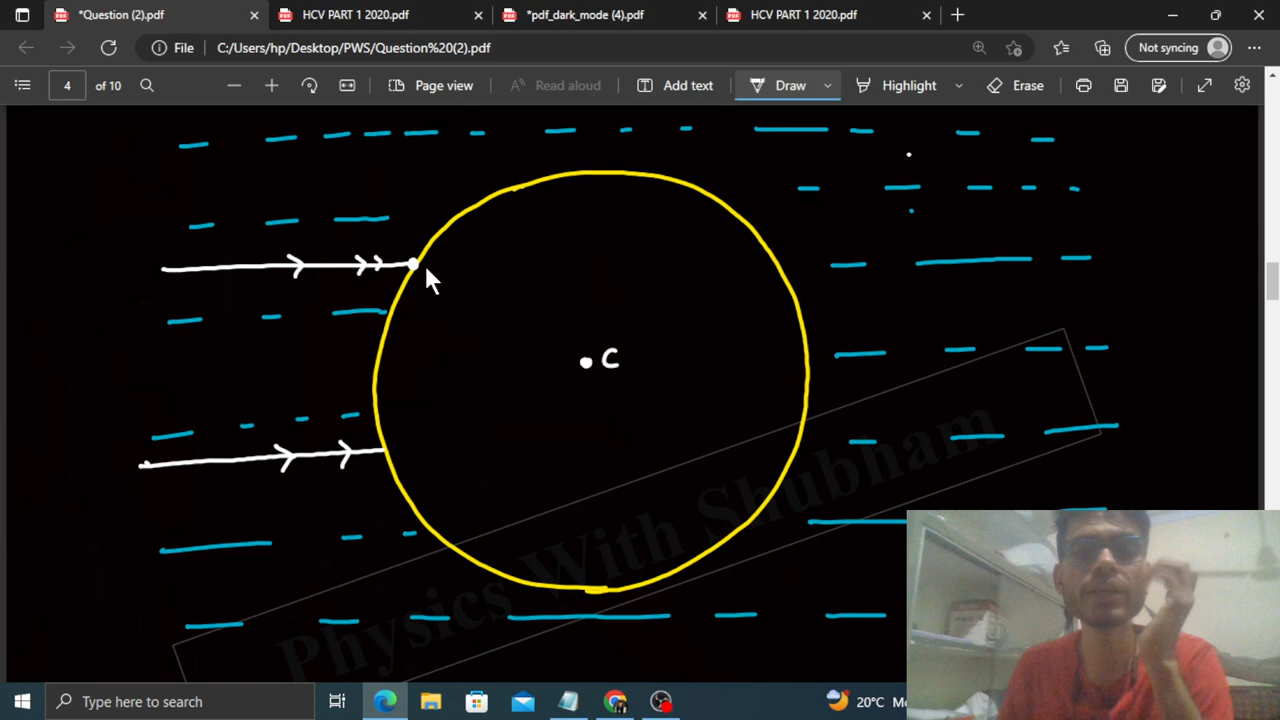 *Question (2).pdf
HCV PART 1 2020.pdf
*pdf_dark_mode (4).pdf
HCV PART 1 2020.pdf
File
C:/Users/hp/Desktop/PWS/Question%20(2).pdf
Not syncing
4 of 10
Page view
Read aloud
Add text
Draw
Highlight
Erase
C
Physics With Shubham
Type here to search
20°C